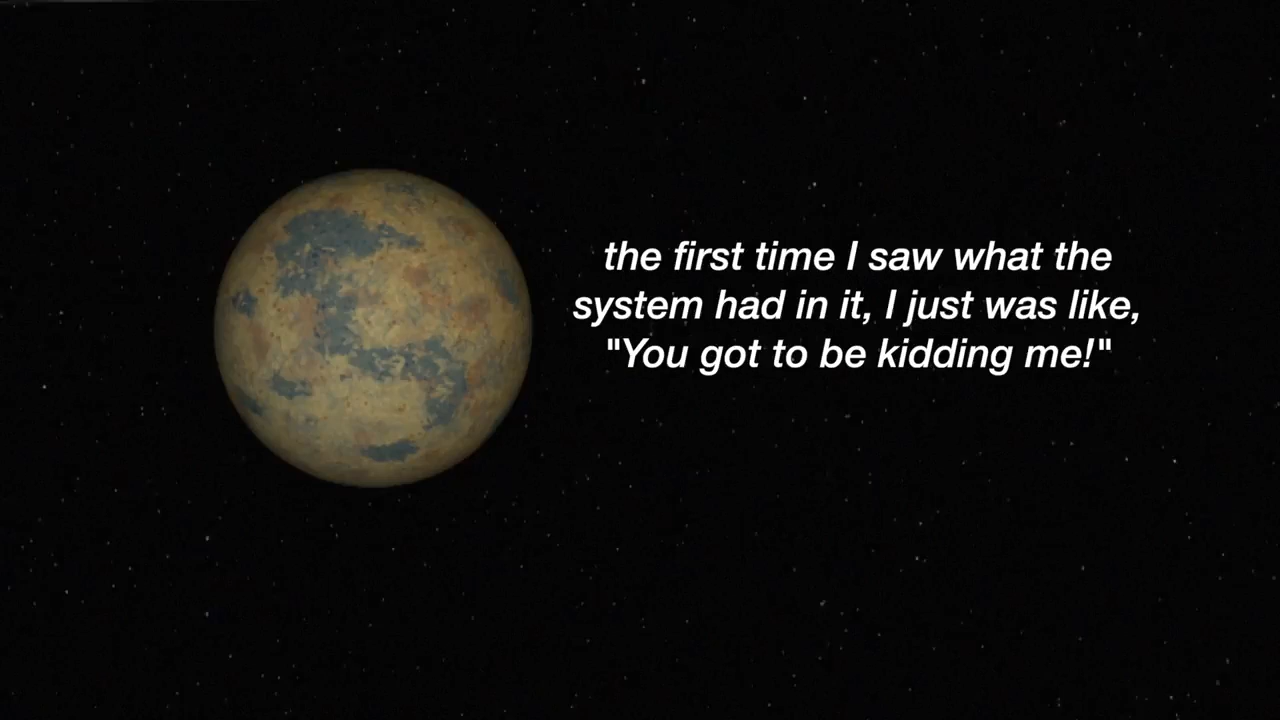 the first time I saw what the
system had in it, I just was like,
"You got to be kidding me!"